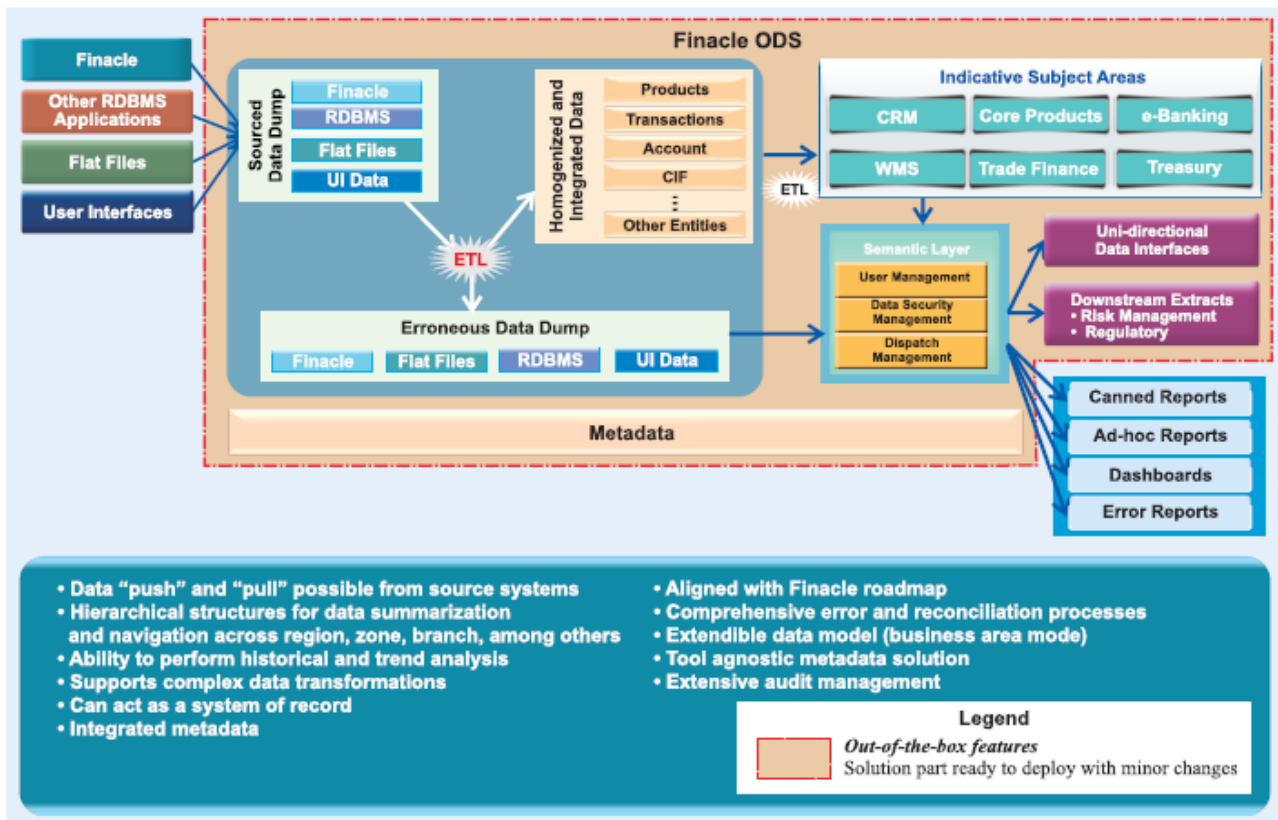 Finacle ODS
Finacle
Other RDBMS
Applications
Flat Files
User Interfaces
Sourced
Data Dump
Finacle
RDBMS
Flat Files
UI Data
Homogenized and
Integrated Data
Products
Transactions
Account
CIF
⋮
Other Entities
ETL
ETL
Indicative Subject Areas
CRM
Core Products
e-Banking
WMS
Trade Finance
Treasury
Erroneous Data Dump
Finacle
Flat Files
RDBMS
UI Data
Semantic Layer
User Management
Data Security
Management
Dispatch
Management
Uni-directional
Data Interfaces
Downstream Extracts
• Risk Management
• Regulatory
Canned Reports
Ad-hoc Reports
Dashboards
Error Reports
Metadata
• Data “push” and “pull” possible from source systems
• Hierarchical structures for data summarization
and navigation across region, zone, branch, among others
• Ability to perform historical and trend analysis
• Supports complex data transformations
• Can act as a system of record
• Integrated metadata
• Aligned with Finacle roadmap
• Comprehensive error and reconciliation processes
• Extendible data model (business area mode)
• Tool agnostic metadata solution
• Extensive audit management
Legend
Out-of-the-box features
Solution part ready to deploy with minor changes